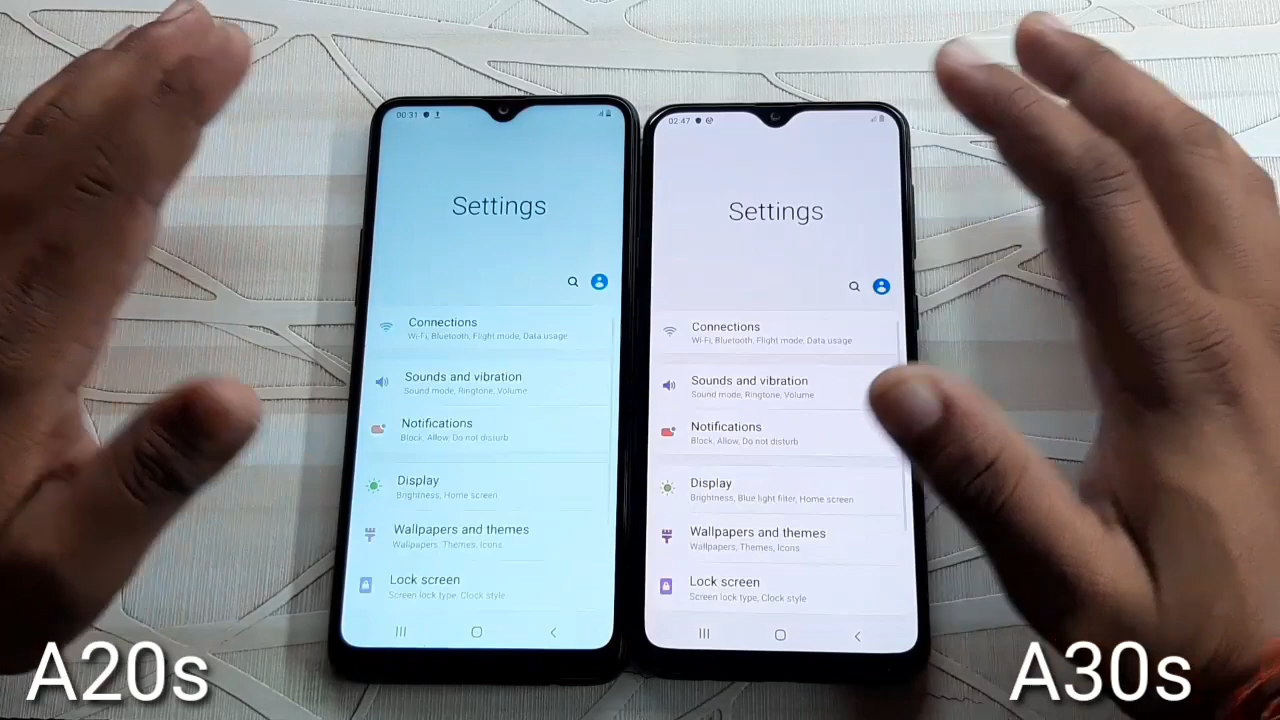 00:31
Settings
Connections
Wi-Fi, Bluetooth, Flight mode, Data usage
Sounds and vibration
Sound mode, Ringtone, Volume
Notifications
Block, Allow, Do not disturb
Display
Brightness, Home screen
Wallpapers and themes
Wallpapers, Themes, Icons
Lock screen
Screen lock type, Clock style
02:47
Settings
Connections
Wi-Fi, Bluetooth, Flight mode, Data usage
Sounds and vibration
Sound mode, Ringtone, Volume
Notifications
Block, Allow, Do not disturb
Display
Brightness, Blue light filter, Home screen
Wallpapers and themes
Wallpapers, Themes, Icons
Lock screen
Screen lock type, Clock style
A20s
A30s